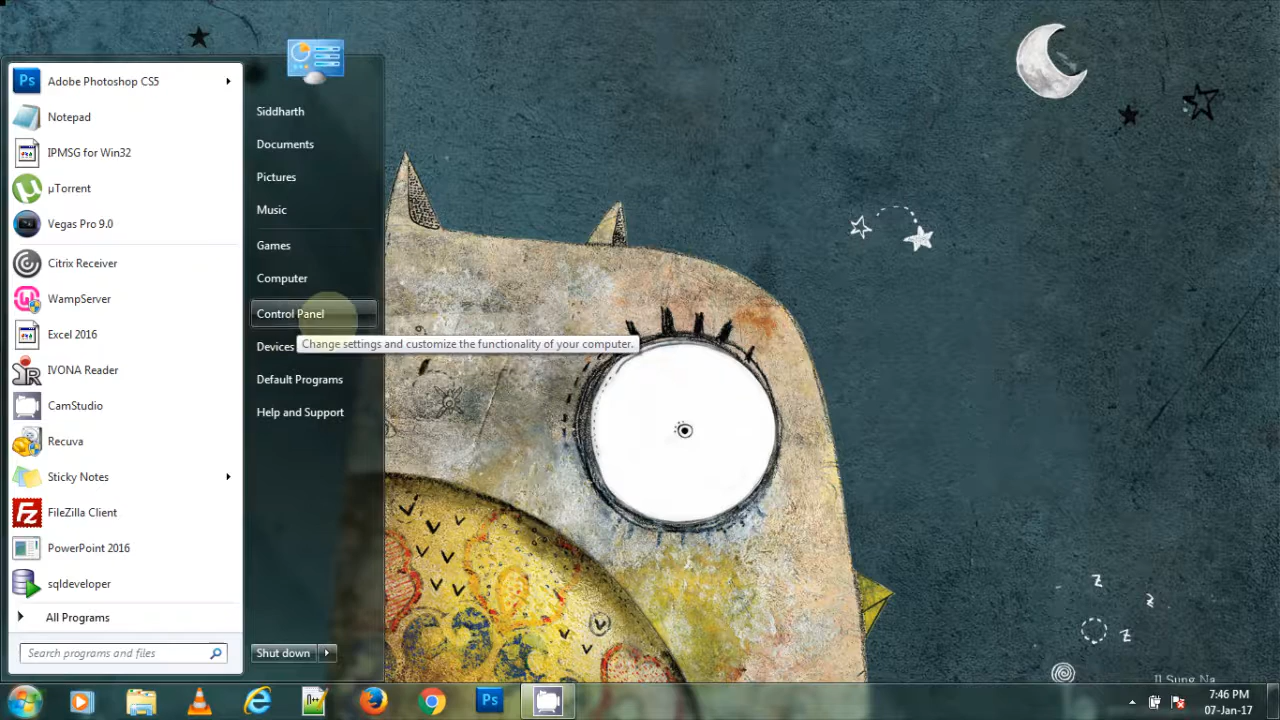 Ps
Adobe Photoshop CS5
Notepad
IPMSG for Win32
µTorrent
Vegas Pro 9.0
Citrix Receiver
WampServer
Excel 2016
IVONA Reader
CamStudio
Recuva
Sticky Notes
Fz
FileZilla Client
PowerPoint 2016
sqldeveloper
All Programs
Search programs and files
Siddharth
Documents
Pictures
Music
Games
Computer
Control Panel
Change settings and customize the functionality of your computer.
Devices
Default Programs
Help and Support
Shut down
z
z
z
Ps
7:46 PM
07-Jan-17